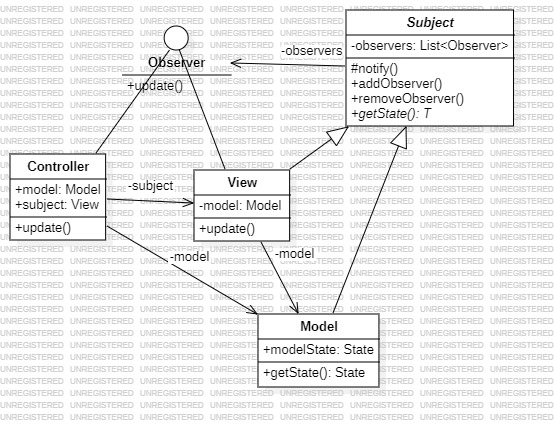 Subject
-observers: List<Observer>
#notify()
+addObserver()
+removeObserver()
+getState(): T
-observers
Observer
+update()
Controller
+model: Model
+subject: View
+update()
-subject
View
-model: Model
+update()
-model
-model
Model
+modelState: State
+getState(): State
UNREGISTERED